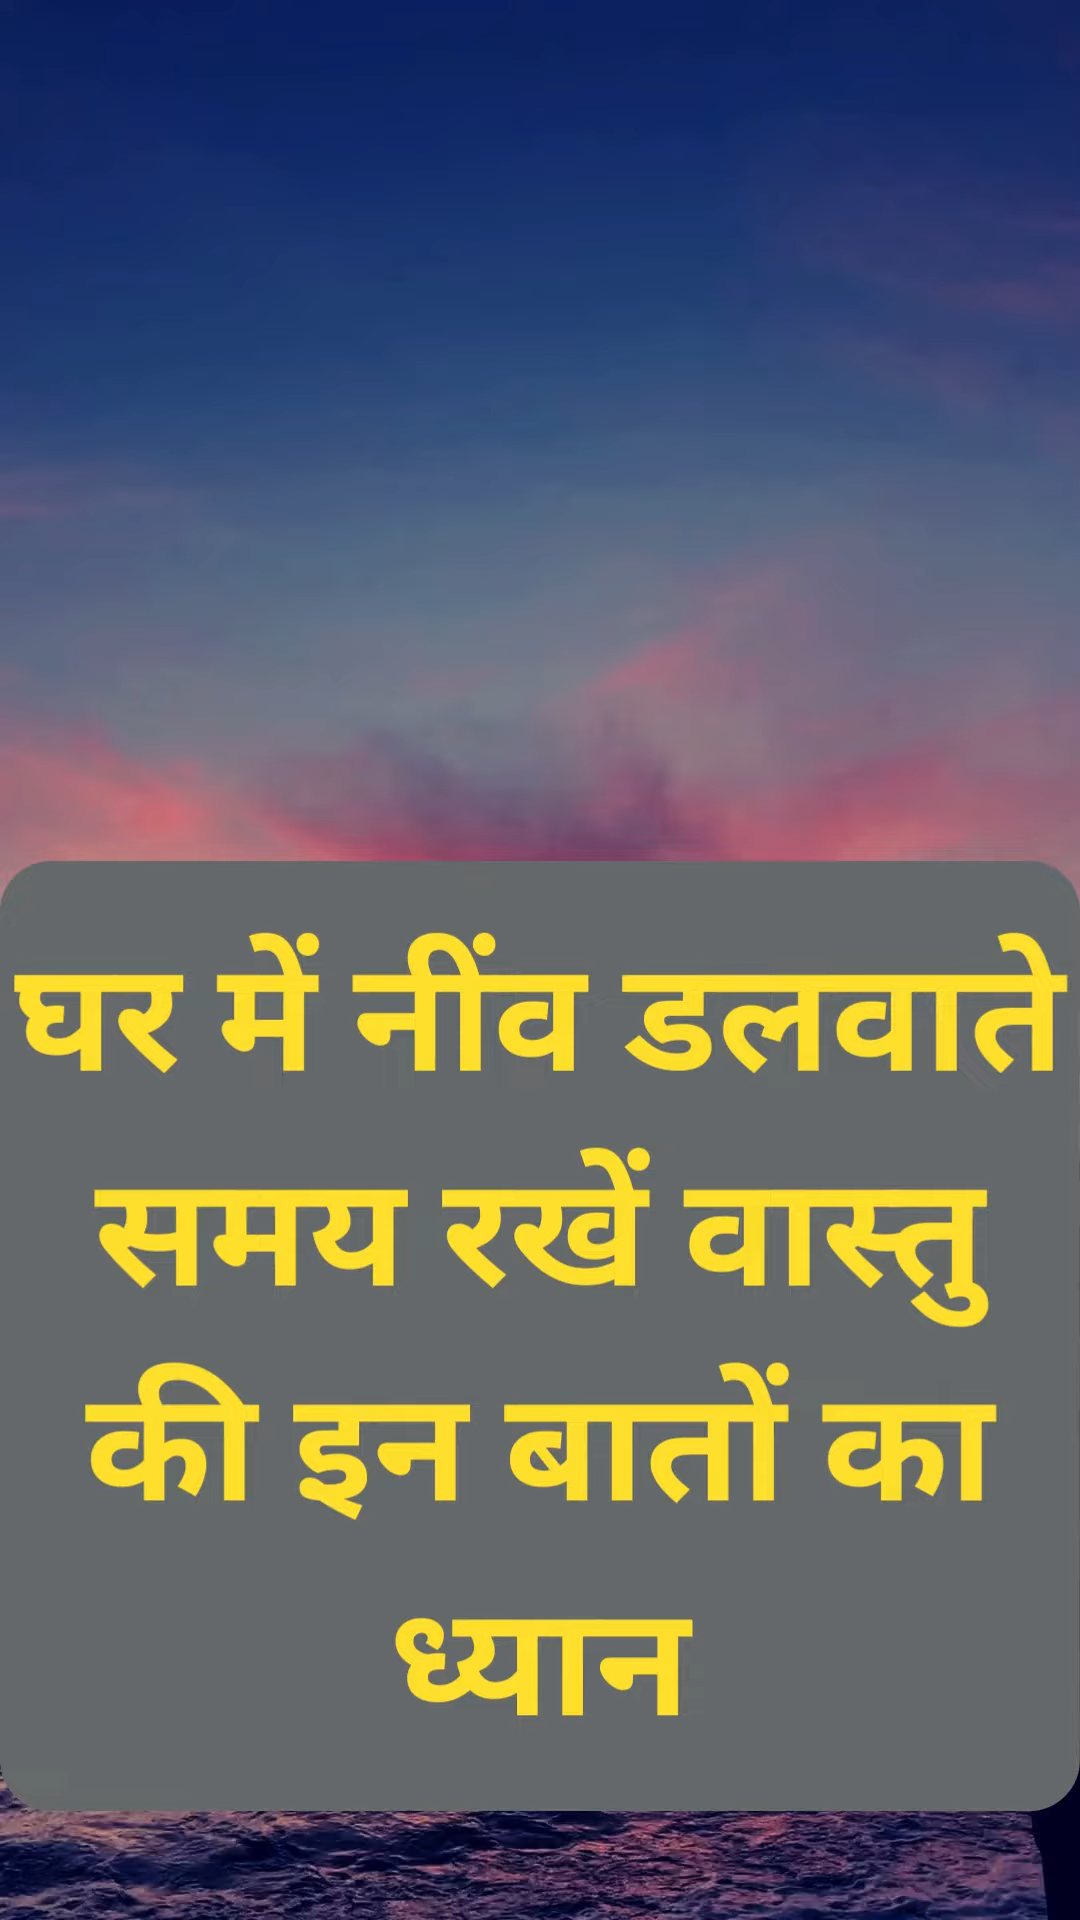 घर में नींव डलवाते
समय रखें वास्तु
की इन बातों का
ध्यान